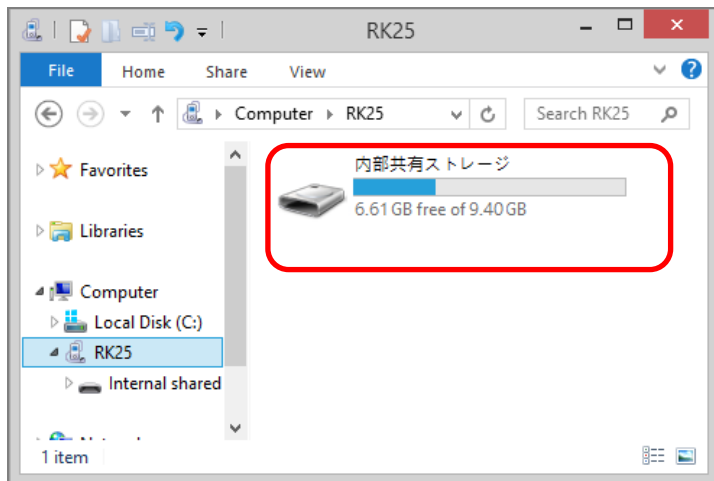 RK25
File Home Share View
Computer RK25 Search RK25
Favorites
Libraries
Computer
Local Disk (C:)
RK25
Internal shared
内部共有ストレージ
6.61 GB free of 9.40 GB
1 item